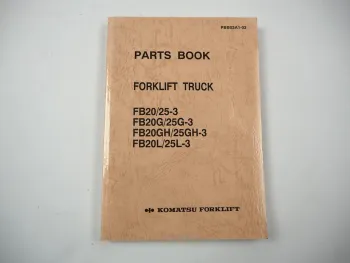 PARTS BOOK
FORKLIFT TRUCK
FB20/25-3
FB20G/25G-3
FB20GH/25GH-3
FB20L/25L-3
KOMATSU FORKLIFT